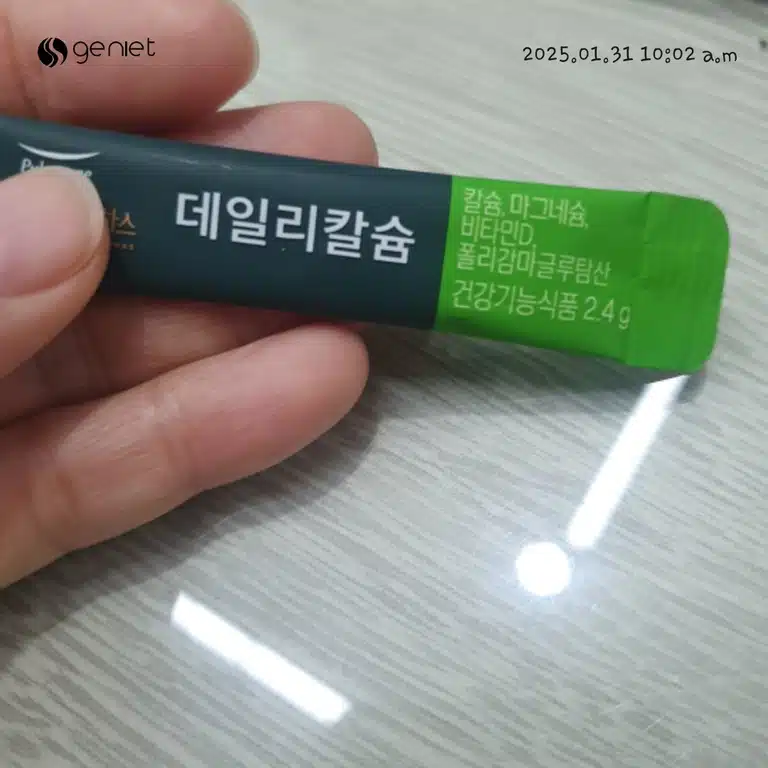 geniet
2025.01.31 10:02 a.m
데일리칼슘
칼슘, 마그네슘,
비타민D,
폴리감마글루탐산
건강기능식품 2.4g